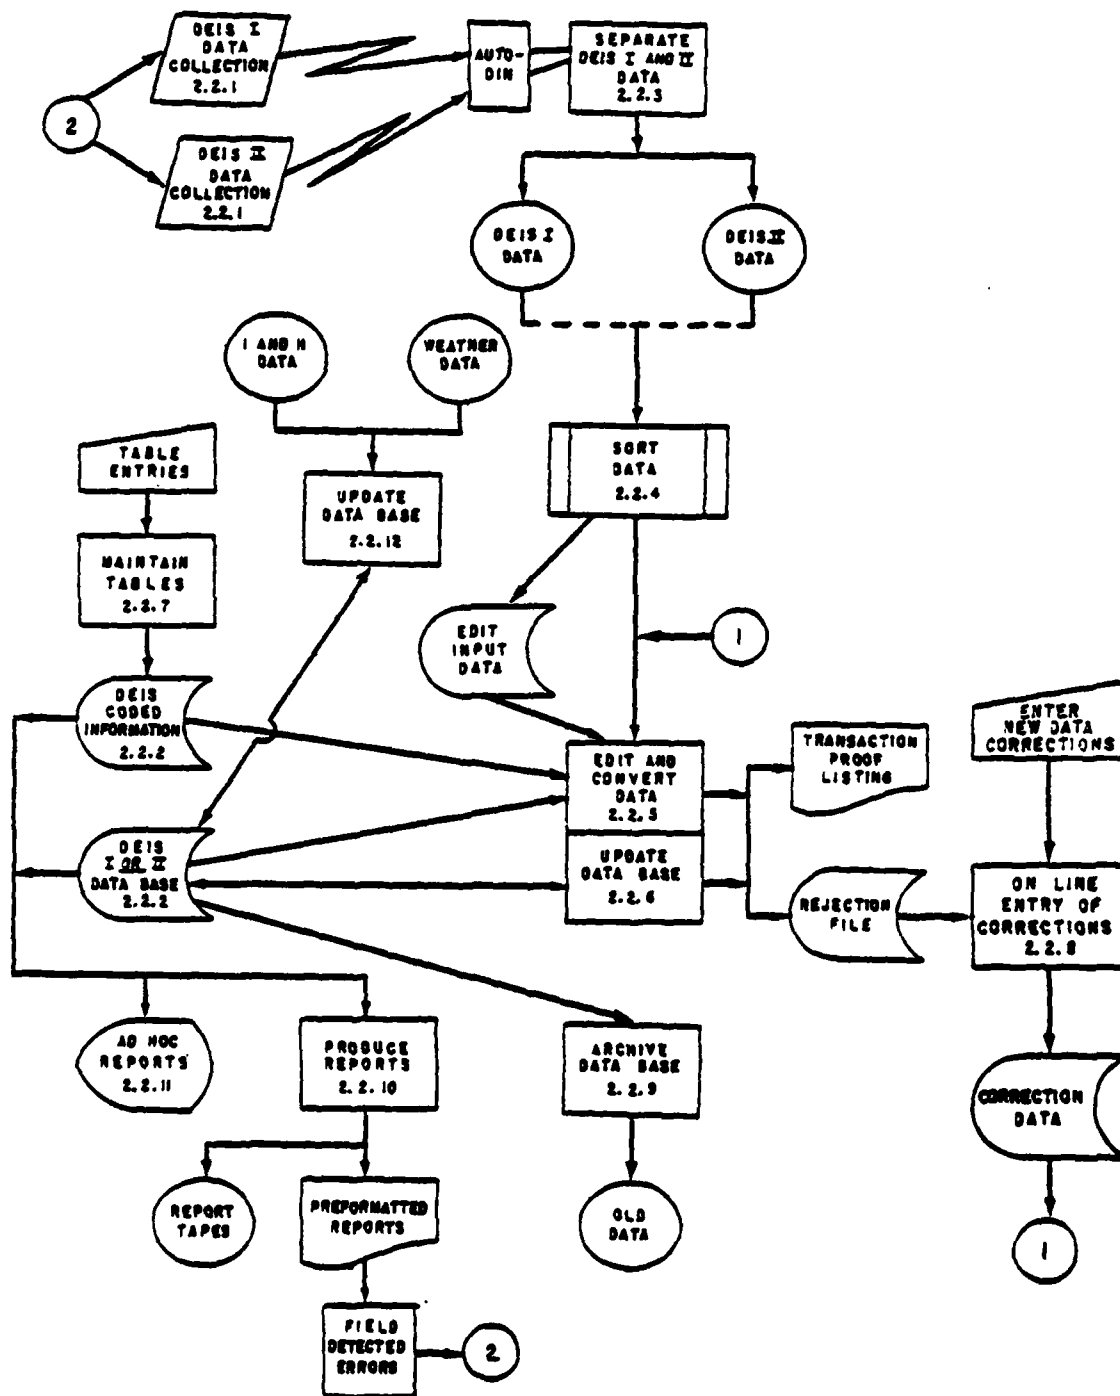 DEIS I
DATA
COLLECTION
2.2.1
AUTO-
DIN
SEPARATE
DEIS I AND II
DATA
2.2.3
2
DEIS II
DATA
COLLECTION
2.2.1
DEIS I
DATA
DEIS II
DATA
I AND H
DATA
WEATHER
DATA
TABLE
ENTRIES
UPDATE
DATA BASE
2.2.12
SORT
DATA
2.2.4
MAINTAIN
TABLES
2.2.7
EDIT
INPUT
DATA
1
DEIS
CODED
INFORMATION
2.2.2
EDIT AND
CONVERT
DATA
2.2.5
TRANSACTION
PROOF
LISTING
ENTER
NEW DATA
CORRECTIONS
DEIS
I OR II
DATA BASE
2.2.2
UPDATE
DATA BASE
2.2.6
REJECTION
FILE
ON LINE
ENTRY OF
CORRECTIONS
2.2.8
AD HOC
REPORTS
2.2.11
PRODUCE
REPORTS
2.2.10
ARCHIVE
DATA BASE
2.2.9
CORRECTION
DATA
REPORT
TAPES
PREFORMATTED
REPORTS
OLD
DATA
1
FIELD
DETECTED
ERRORS
2